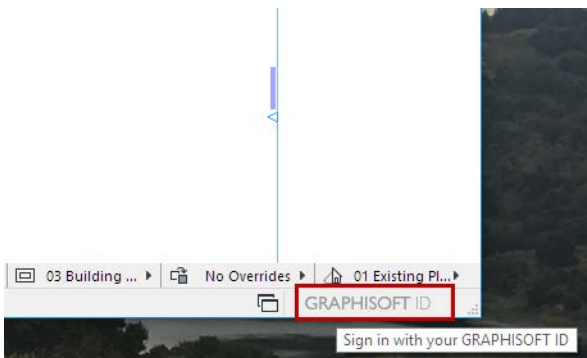 03 Building ... No Overrides 01 Existing Pl...
GRAPHISOFT ID
Sign in with your GRAPHISOFT ID